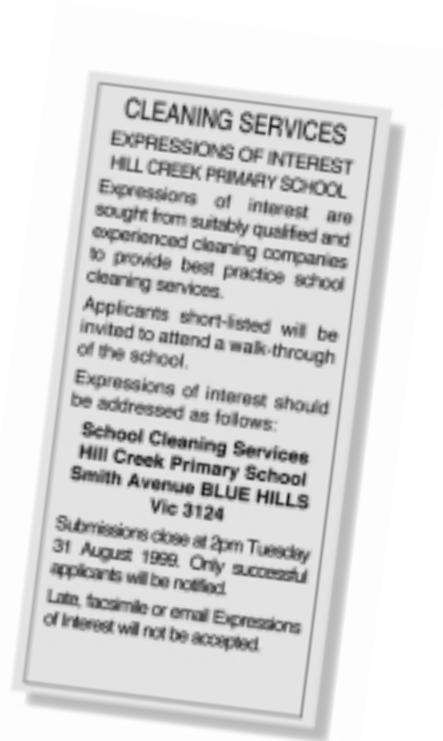 CLEANING SERVICES
EXPRESSIONS OF INTEREST
HILL CREEK PRIMARY SCHOOL
Expressions of interest are
sought from suitably qualified and
experienced cleaning companies
to provide best practice school
cleaning services.
Applicants short-listed will be
invited to attend a walk-through
of the school.
Expressions of interest should
be addressed as follows:
School Cleaning Services
Hill Creek Primary School
Smith Avenue BLUE HILLS
Vic 3124
Submissions close at 2pm Tuesday
31 August 1999. Only successful
applicants will be notified.
Late, facsimile or email Expressions
of Interest will not be accepted.